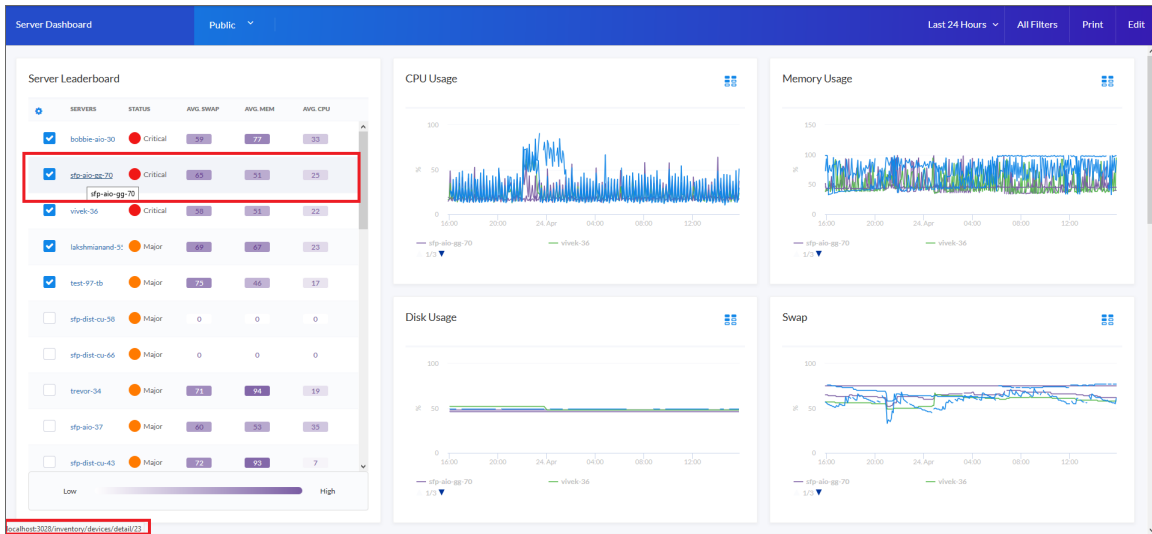 Server Dashboard Public Last 24 Hours All Filters Print Edit
Server Leaderboard
SERVERS STATUS AVG. SWAP AVG. MEM AVG. CPU
bobbie-aio-30 Critical 59 77 33
sfp-aio-gg-70 Critical 65 51 25
sfp-aio-gg-70
vivek-36 Critical 58 51 22
lakshmianand-55 Major 69 67 23
test-97-tb Major 75 46 17
sfp-dist-cu-58 Major 0 0 0
sfp-dist-cu-66 Major 0 0 0
trevor-34 Major 71 94 19
sfp-aio-37 Major 60 53 35
sfp-dist-cu-43 Major 72 93 7
Low High
CPU Usage
100
% 50
0
16:00 20:00 24. Apr 04:00 08:00 12:00
sfp-aio-gg-70 vivek-36
1/3
Memory Usage
150
100
% 50
0
16:00 20:00 24. Apr 04:00 08:00 12:00
sfp-aio-gg-70 vivek-36
1/3
Disk Usage
100
% 50
0
16:00 20:00 24. Apr 04:00 08:00 12:00
sfp-aio-gg-70 vivek-36
1/3
Swap
100
% 50
0
16:00 20:00 24. Apr 04:00 08:00 12:00
sfp-aio-gg-70 vivek-36
1/3
localhost:3028/inventory/devices/detail/23